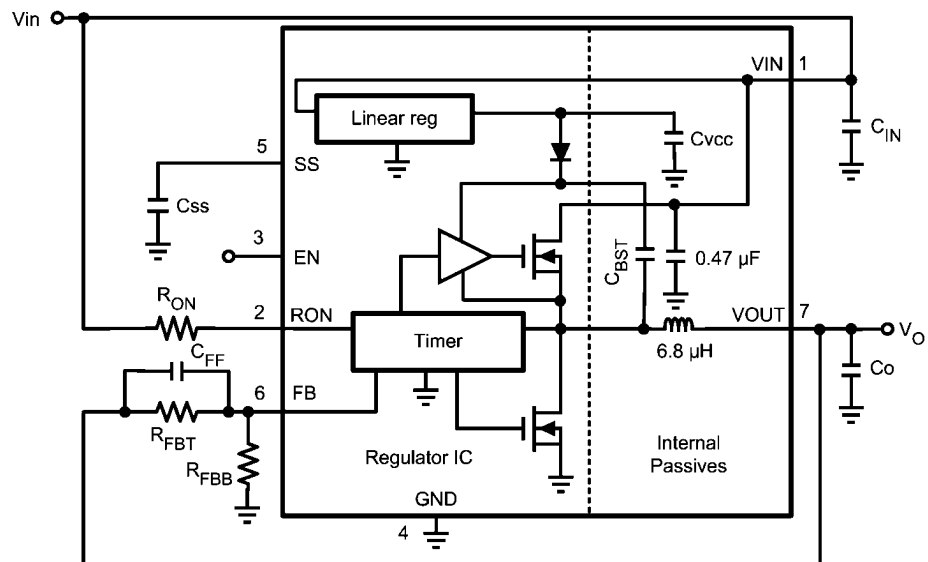 Vin
VIN 1
Linear reg
Cvcc
C_IN
5
SS
Css
3
EN
C_BST
0.47 µF
R_ON
2
RON
Timer
VOUT 7
V_O
6.8 µH
C_FF
6
FB
Co
R_FBT
R_FBB
Regulator IC
Internal
Passives
GND
4